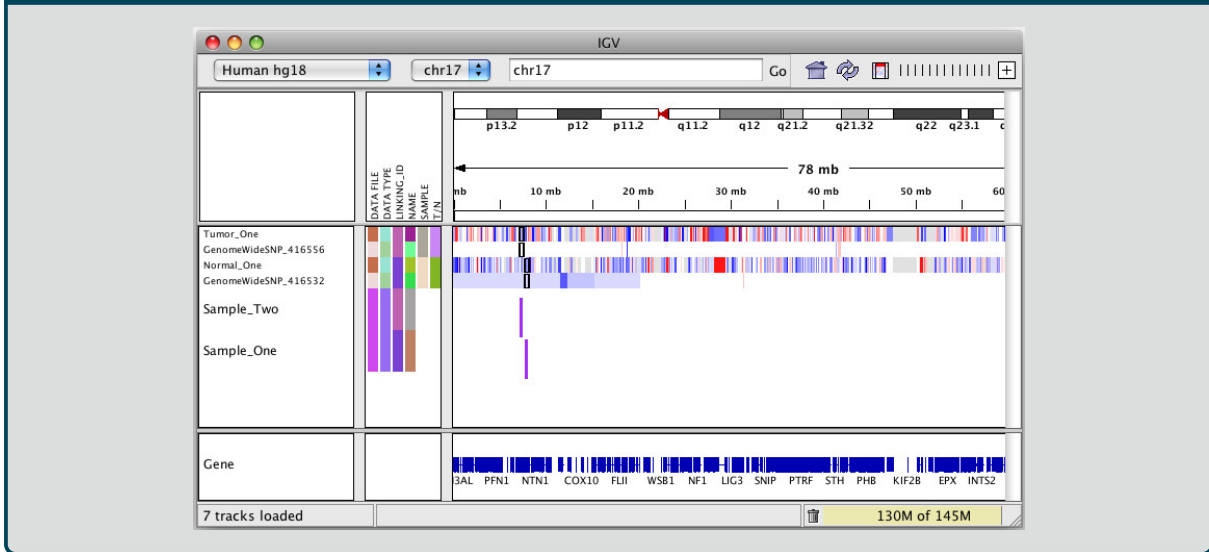 IGV
Human hg18 chr17 chr17 Go
p13.2 p12 p11.2 q11.2 q12 q21.2 q21.32 q22 q23.1
78 mb
mb 10 mb 20 mb 30 mb 40 mb 50 mb 60
DATA FILE
DATA TYPE
LINKING_ID
NAME
SAMPLE
T/N
Tumor_One
GenomeWideSNP_416556
Normal_One
GenomeWideSNP_416532
Sample_Two
Sample_One
Gene
PFN1 NTN1 COX10 FLII WSB1 NF1 LIG3 SNIP PTRF STH PHB KIF2B EPX INTS2
7 tracks loaded 130M of 145M